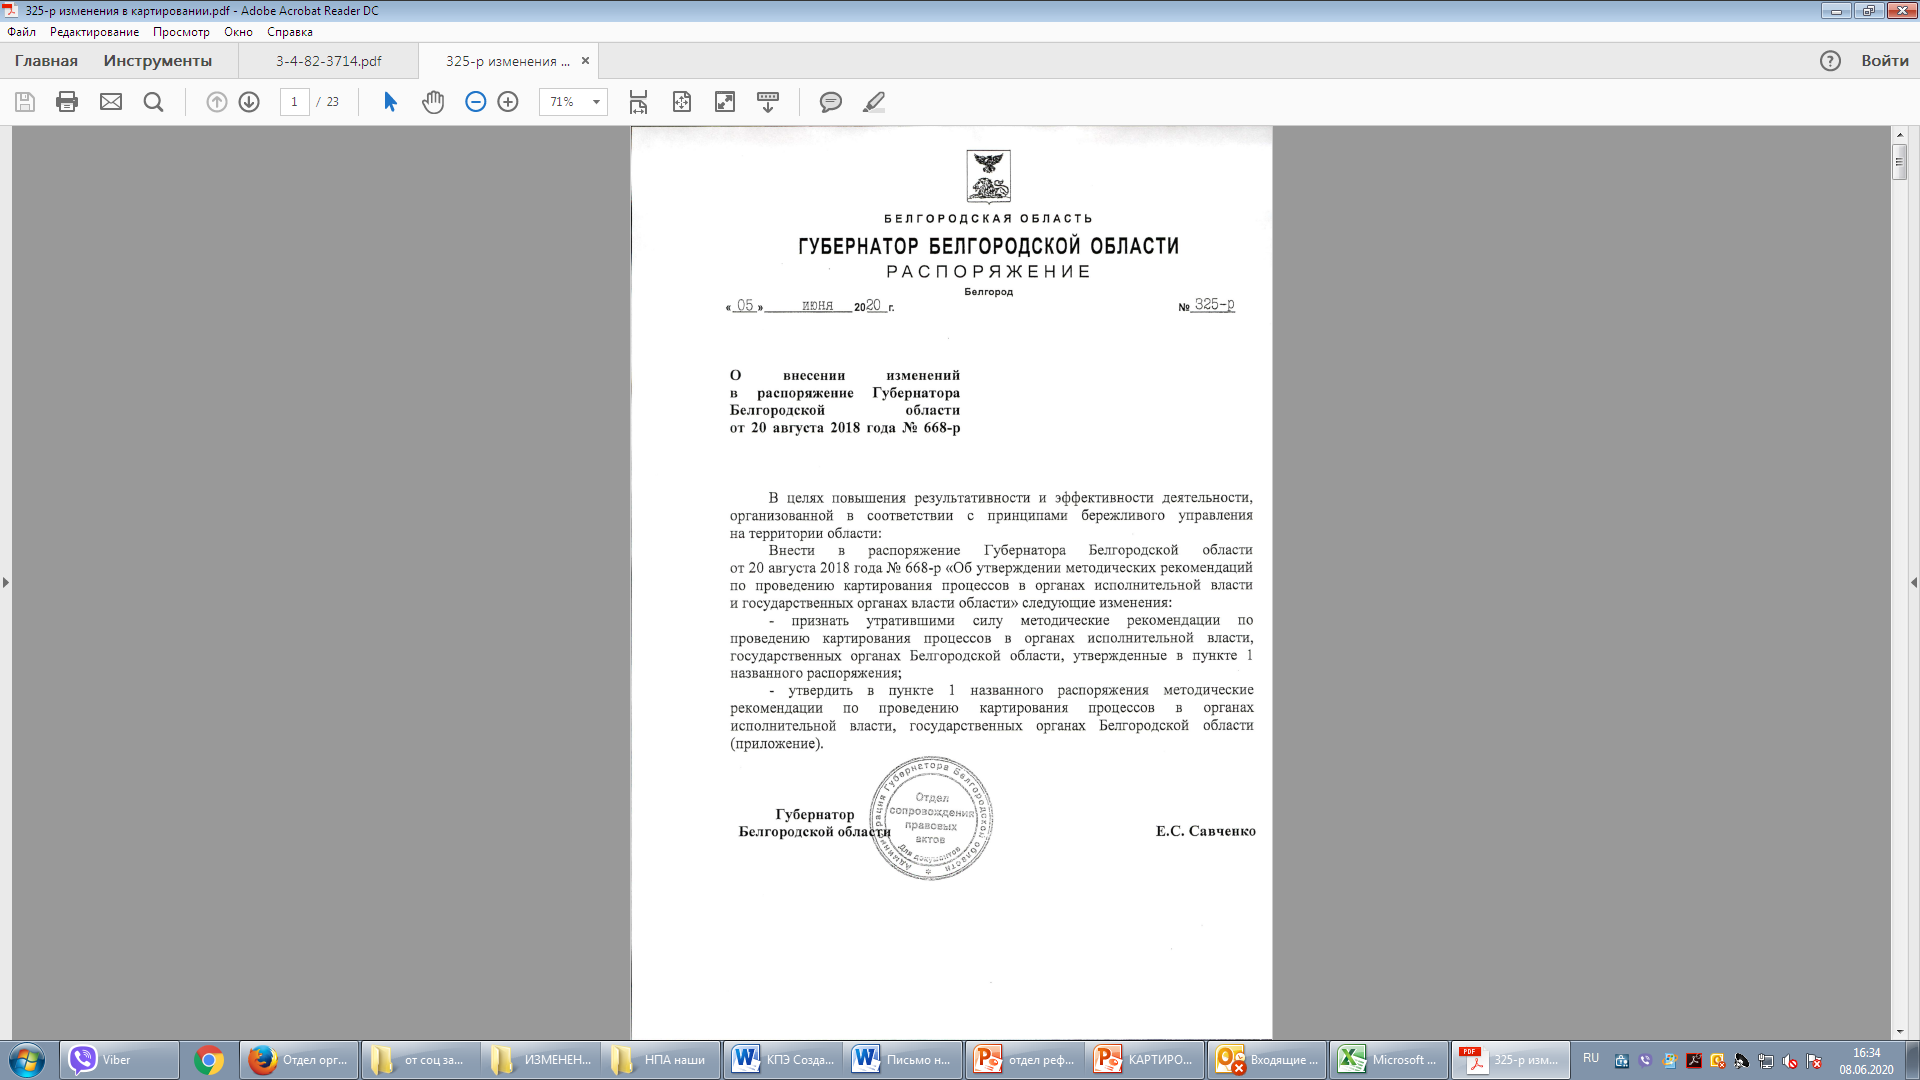 325-р изменения в картировании.pdf - Adobe Acrobat Reader DC
Файл Редактирование Просмотр Окно Справка
Главная Инструменты 3-4-82-3714.pdf 325-р изменения ... × Войти
1 / 23 71%
БЕЛГОРОДСКАЯ ОБЛАСТЬ
ГУБЕРНАТОР БЕЛГОРОДСКОЙ ОБЛАСТИ
РАСПОРЯЖЕНИЕ
Белгород
« 05 » июня 2020 г. № 325-р
О внесении изменений
в распоряжение Губернатора
Белгородской области
от 20 августа 2018 года № 668-р
В целях повышения результативности и эффективности деятельности,
организованной в соответствии с принципами бережливого управления
на территории области:
Внести в распоряжение Губернатора Белгородской области
от 20 августа 2018 года № 668-р «Об утверждении методических рекомендаций
по проведению картирования процессов в органах исполнительной власти
и государственных органах власти области» следующие изменения:
- признать утратившими силу методические рекомендации по
проведению картирования процессов в органах исполнительной власти,
государственных органах Белгородской области, утвержденные в пункте 1
названного распоряжения;
- утвердить в пункте 1 названного распоряжения методические
рекомендации по проведению картирования процессов в органах
исполнительной власти, государственных органах Белгородской области
(приложение).
Администрация Губернатора Белгородской области
Отдел
сопровождения
правовых
актов
Для документов
Губернатор
Белгородской области Е.С. Савченко
Viber Отдел орг... от соц за... ИЗМЕНЕН... НПА наши КПЭ Созда... Письмо н... отдел реф... КАРТИРО... Входящие ... Microsoft ... 325-р изм... RU 16:34
08.06.2020